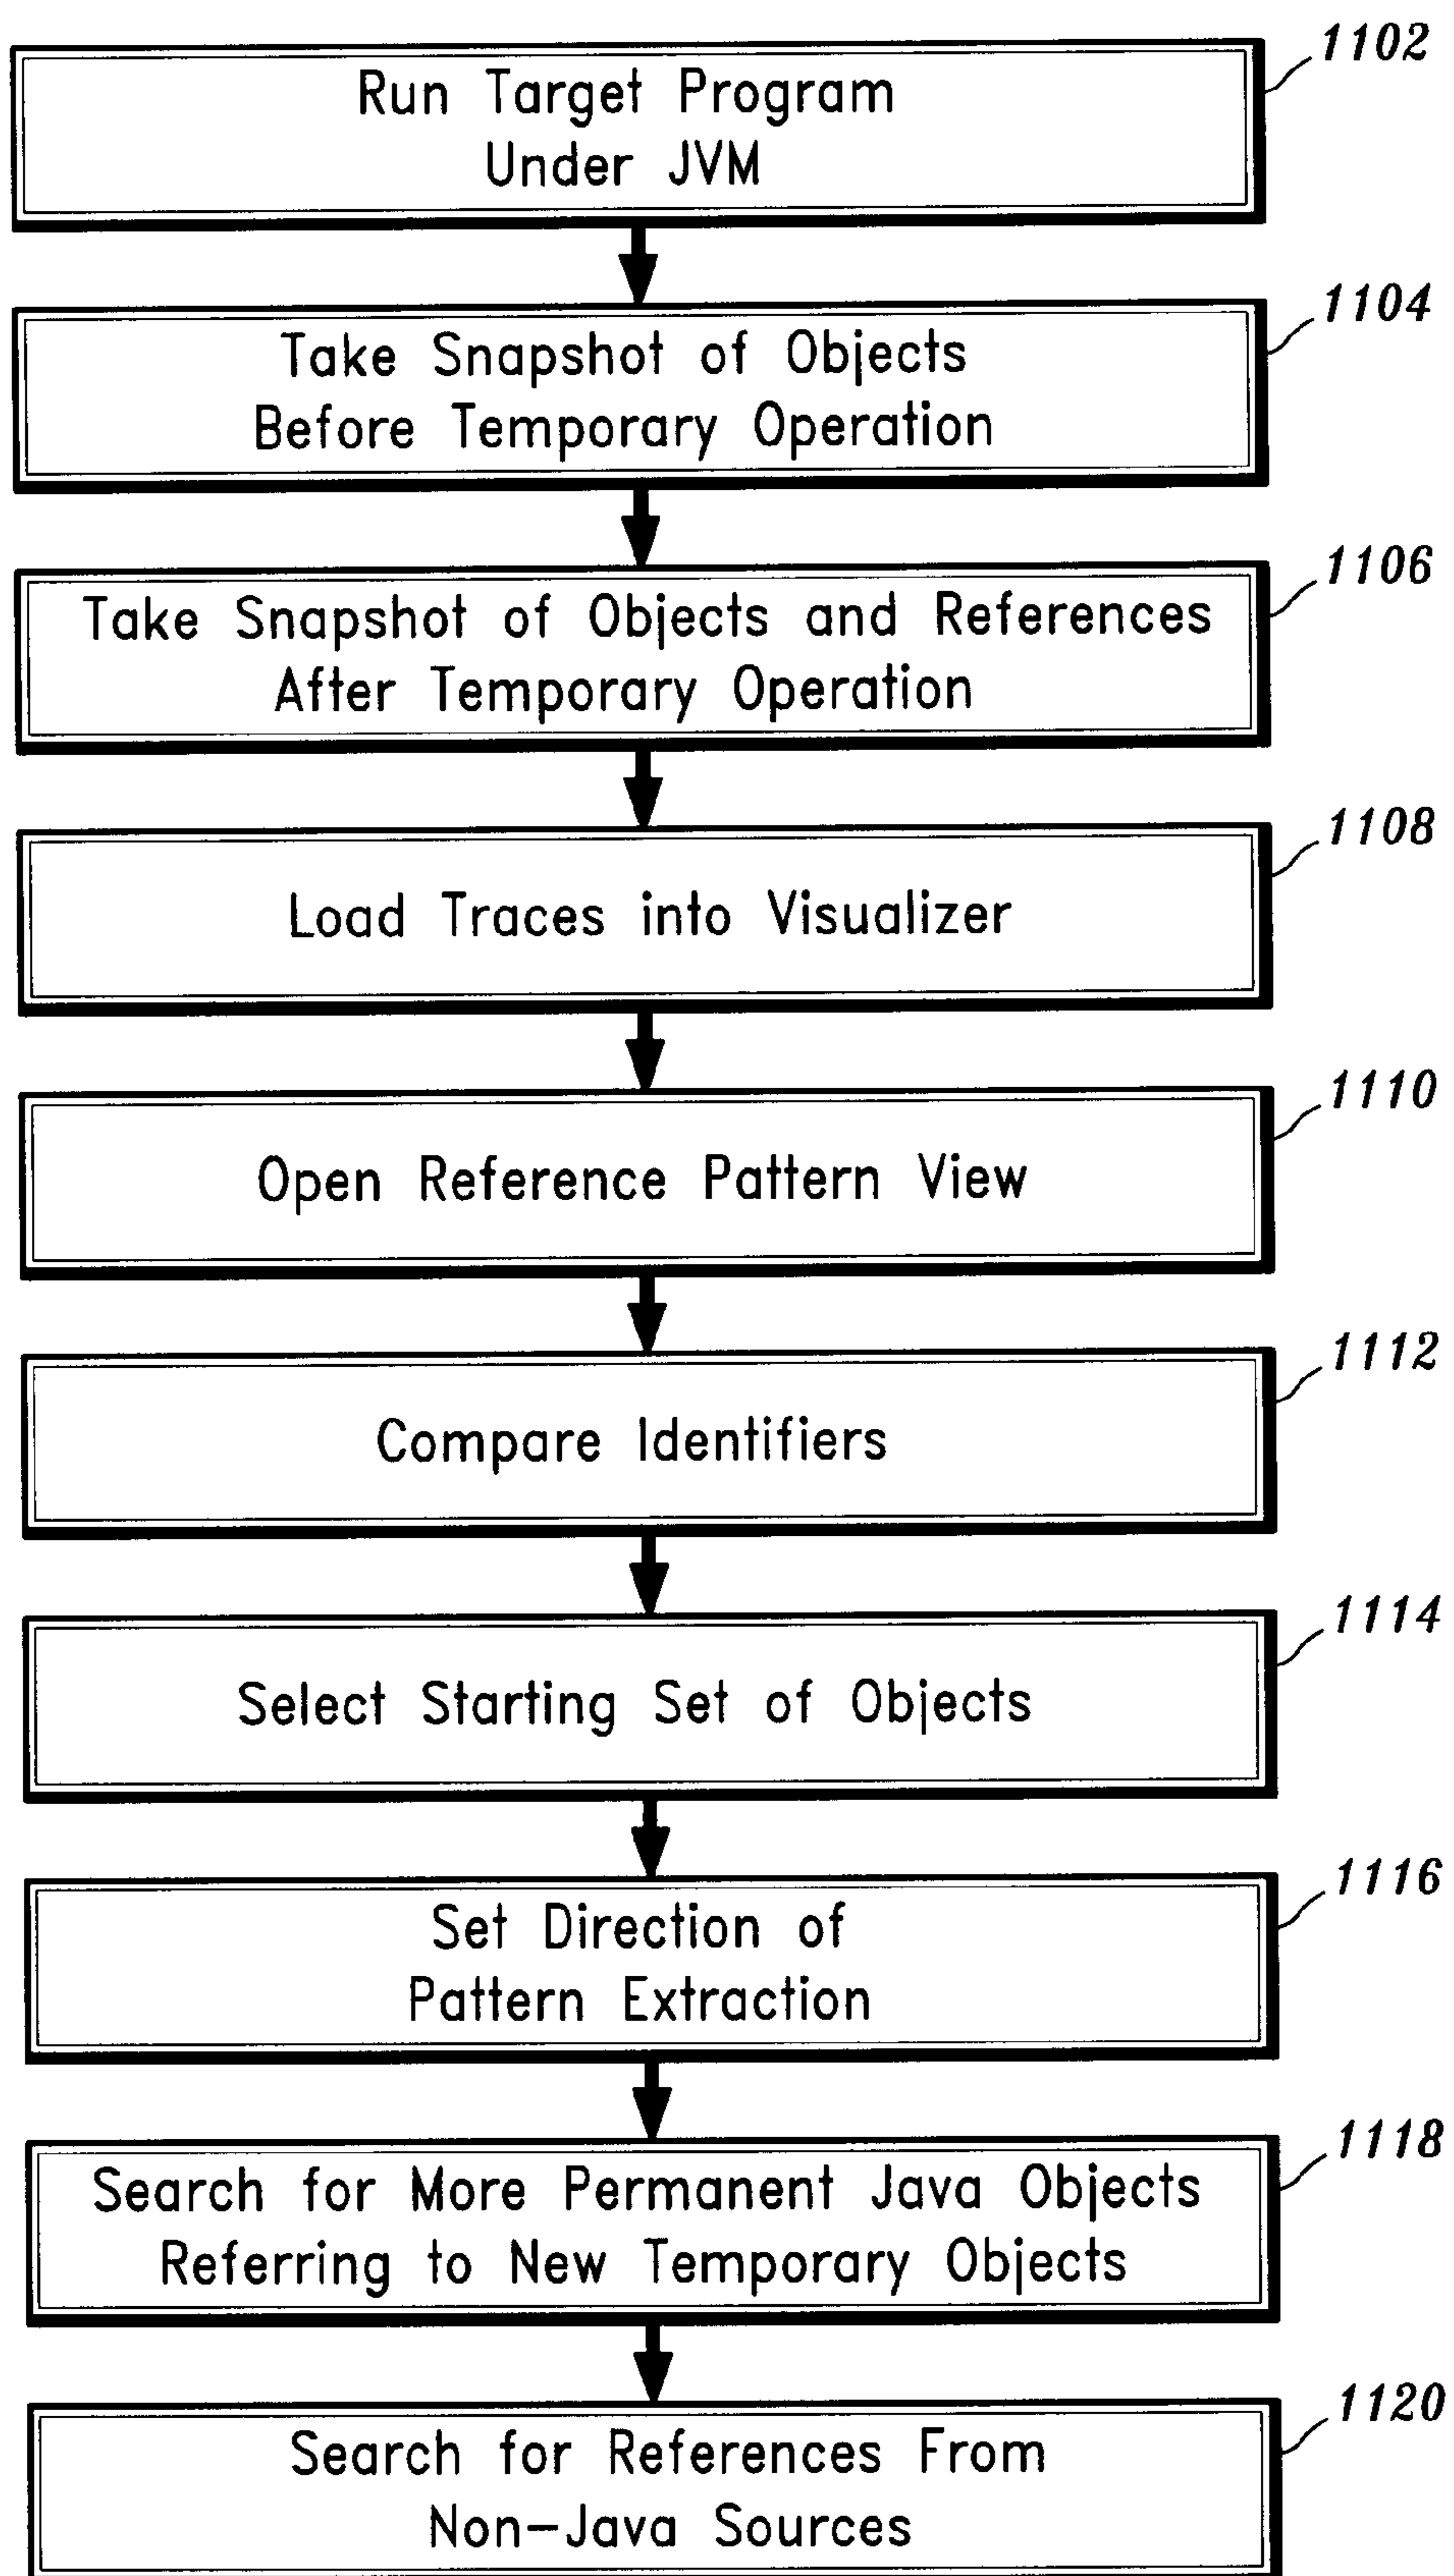 1102
Run Target Program
Under JVM
1104
Take Snapshot of Objects
Before Temporary Operation
1106
Take Snapshot of Objects and References
After Temporary Operation
1108
Load Traces into Visualizer
1110
Open Reference Pattern View
1112
Compare Identifiers
1114
Select Starting Set of Objects
1116
Set Direction of
Pattern Extraction
1118
Search for More Permanent Java Objects
Referring to New Temporary Objects
1120
Search for References From
Non-Java Sources